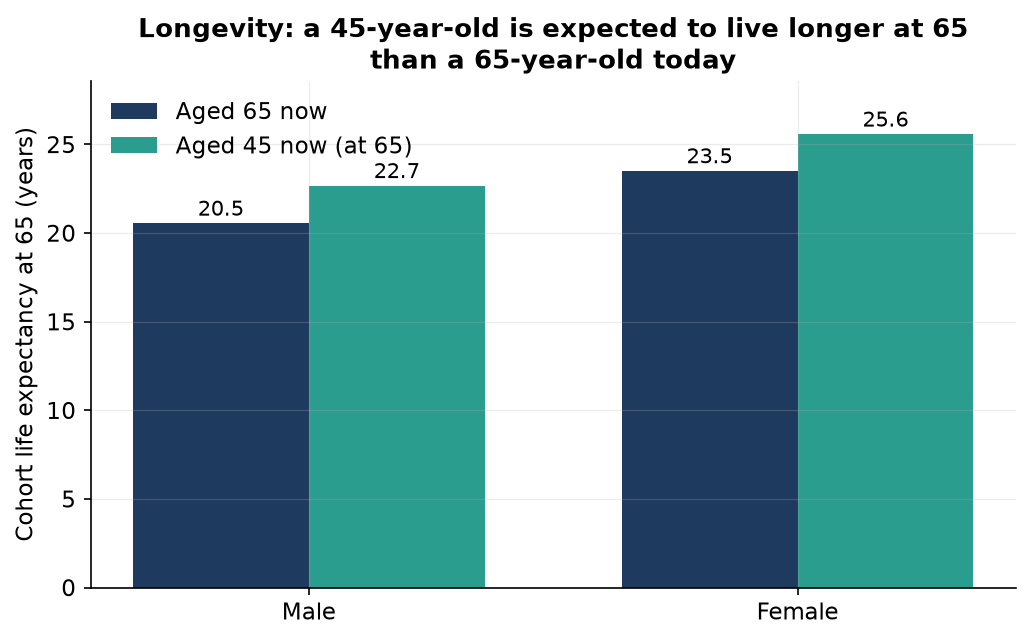 Longevity: a 45-year-old is expected to live longer at 65
than a 65-year-old today
Cohort life expectancy at 65 (years)
Aged 65 now
Aged 45 now (at 65)
25
20
15
10
5
0
20.5
22.7
23.5
25.6
Male
Female